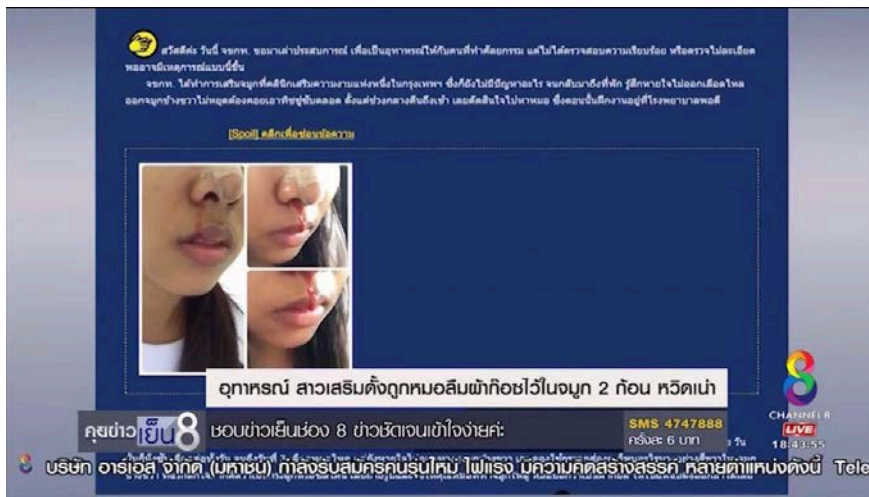 สวัสดีค่ะ วันนี้ จขกท. ขอมาเล่าประสบการณ์ เพื่อเป็นอุทาหรณ์ให้กับคนที่ทำศัลยกรรม แต่ไม่ได้ตรวจสอบความเรียบร้อย หรือตรวจไม่ละเอียด
พออาจมีเหตุการณ์แบบนี้ขึ้น
จขกท. ได้ทำการเสริมจมูกที่คลินิกเสริมความงามแห่งหนึ่งในกรุงเทพฯ ซึ่งก็ยังไม่มีปัญหาอะไร จนกลับมาถึงที่พัก รู้สึกหายใจไม่ออกเลือดไหล
ออกจมูกข้างขวาไม่หยุดต้องคอยเอาทิชชู่ซับตลอด ตั้งแต่ช่วงกลางคืนถึงเช้า เลยตัดสินใจไปหาหมอ ซึ่งตอนนั้นฝึกงานอยู่ที่โรงพยาบาลพอดี
[Spoil] คลิกเพื่อซ่อนข้อความ
อุทาหรณ์ สาวเสริมดั้งถูกหมอลืมผ้าก๊อซไว้ในจมูก 2 ก้อน หวิดเน่า
คุยข่าวเย็น8
ชอบข่าวเย็นช่อง 8 ข่าวชัดเจนเข้าใจง่ายค่ะ
SMS 4747888
ครั้งละ 6 บาท
8
CHANNEL 8
LIVE
18:43:55
บริษัท อาร์เอส จำกัด (มหาชน) กำลังรับสมัครคนรุ่นใหม่ ไฟแรง มีความคิดสร้างสรรค์ หลายตำแหน่งดังนี้ Tele